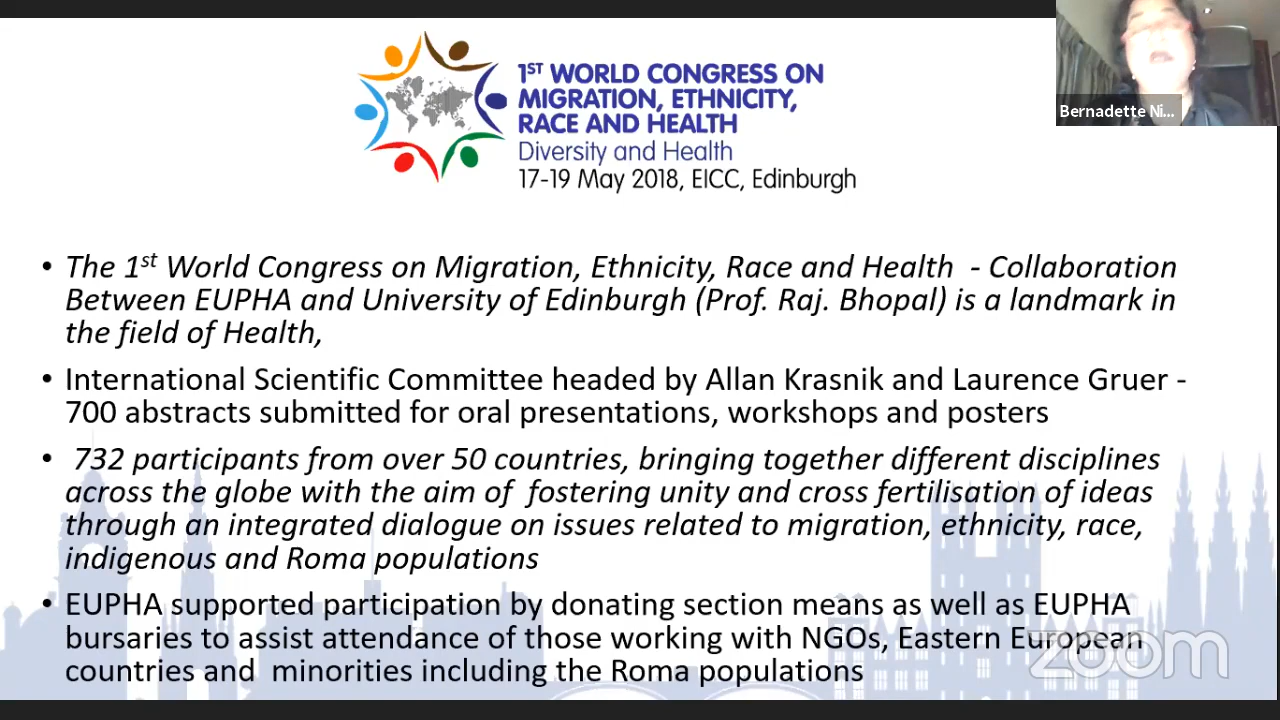 1ST WORLD CONGRESS ON
MIGRATION, ETHNICITY,
RACE AND HEALTH
Diversity and Health
17-19 May 2018, EICC, Edinburgh
Bernadette Ni...
• The 1st World Congress on Migration, Ethnicity, Race and Health - Collaboration
Between EUPHA and University of Edinburgh (Prof. Raj. Bhopal) is a landmark in
the field of Health,
• International Scientific Committee headed by Allan Krasnik and Laurence Gruer -
700 abstracts submitted for oral presentations, workshops and posters
• 732 participants from over 50 countries, bringing together different disciplines
across the globe with the aim of fostering unity and cross fertilisation of ideas
through an integrated dialogue on issues related to migration, ethnicity, race,
indigenous and Roma populations
• EUPHA supported participation by donating section means as well as EUPHA
bursaries to assist attendance of those working with NGOs, Eastern European
countries and minorities including the Roma populations
zoom